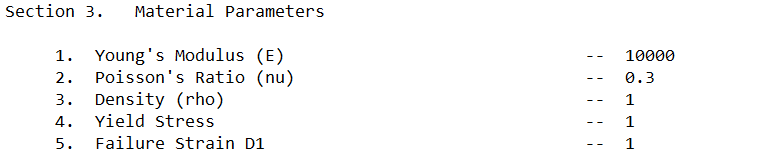 Section 3.   Material Parameters
1.  Young's Modulus (E)   --  10000
2.  Poisson's Ratio (nu)   --  0.3
3.  Density (rho)   --  1
4.  Yield Stress   --  1
5.  Failure Strain D1   --  1